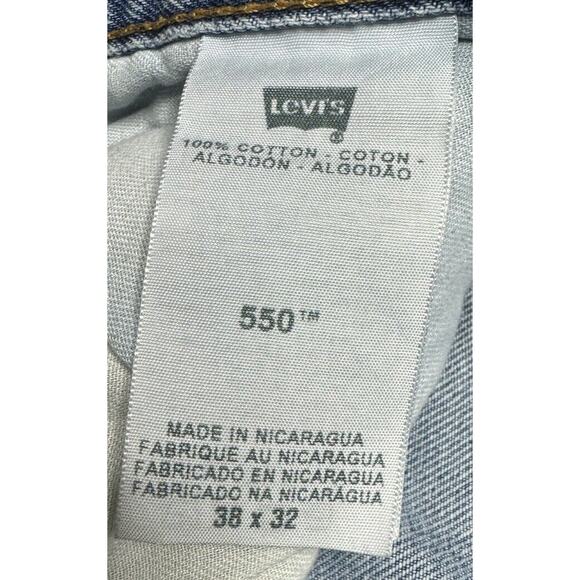 LEVI'S
®
100% COTTON - COTON -
ALGODÓN - ALGODÃO
550™
MADE IN NICARAGUA
FABRIQUE AU NICARAGUA
FABRICADO EN NICARAGUA
FABRICADO NA NICARÁGUA
38 x 32